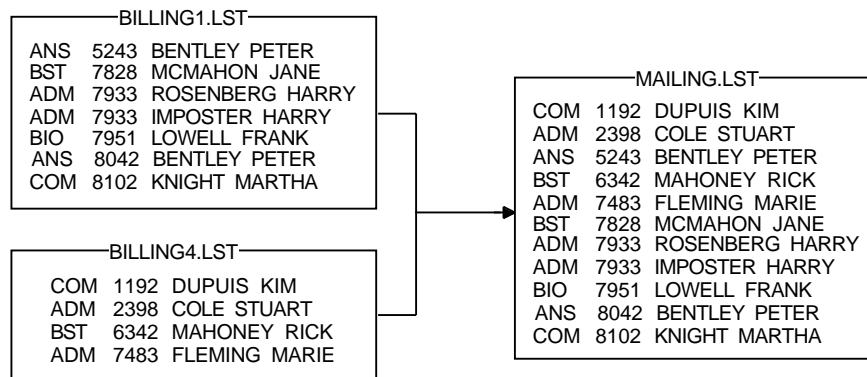 BILLING1.LST
ANS 5243 BENTLEY PETER
BST 7828 MCMAHON JANE
ADM 7933 ROSENBERG HARRY
ADM 7933 IMPOSTER HARRY
BIO 7951 LOWELL FRANK
ANS 8042 BENTLEY PETER
COM 8102 KNIGHT MARTHA
BILLING4.LST
COM 1192 DUPUIS KIM
ADM 2398 COLE STUART
BST 6342 MAHONEY RICK
ADM 7483 FLEMING MARIE
MAILING.LST
COM 1192 DUPUIS KIM
ADM 2398 COLE STUART
ANS 5243 BENTLEY PETER
BST 6342 MAHONEY RICK
ADM 7483 FLEMING MARIE
BST 7828 MCMAHON JANE
ADM 7933 ROSENBERG HARRY
ADM 7933 IMPOSTER HARRY
BIO 7951 LOWELL FRANK
ANS 8042 BENTLEY PETER
COM 8102 KNIGHT MARTHA